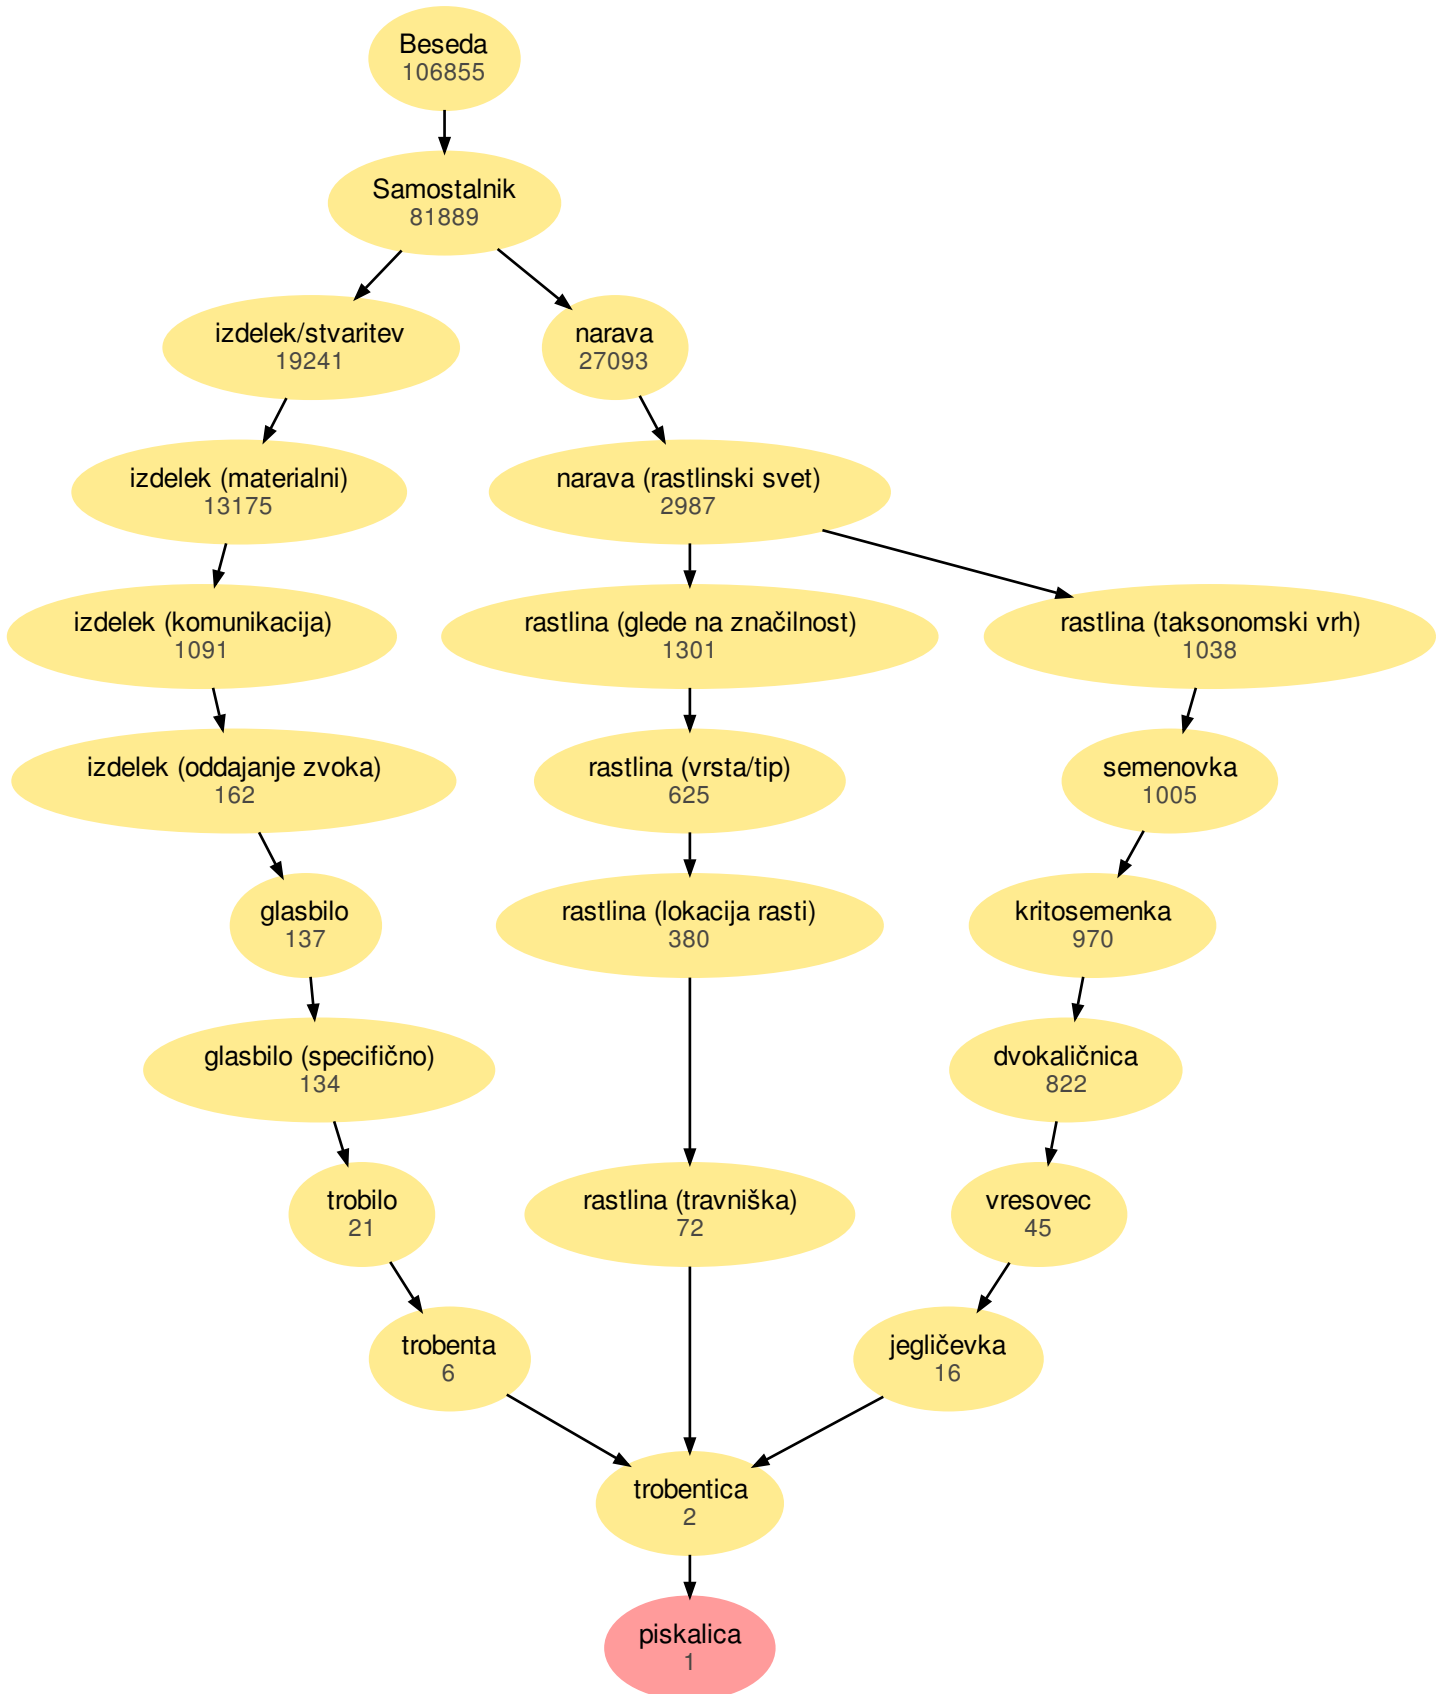 Beseda
106855
Samostalnik
81889
izdelek/stvaritev
19241
narava
27093
izdelek (materialni)
13175
narava (rastlinski svet)
2987
izdelek (komunikacija)
1091
rastlina (glede na značilnost)
1301
rastlina (taksonomski vrh)
1038
izdelek (oddajanje zvoka)
162
rastlina (vrsta/tip)
625
semenovka
1005
glasbilo
137
rastlina (lokacija rasti)
380
kritosemenka
970
glasbilo (specifično)
134
dvokaličnica
822
trobilo
21
rastlina (travniška)
72
vresovec
45
trobenta
6
jegličevka
16
trobentica
2
piskalica
1